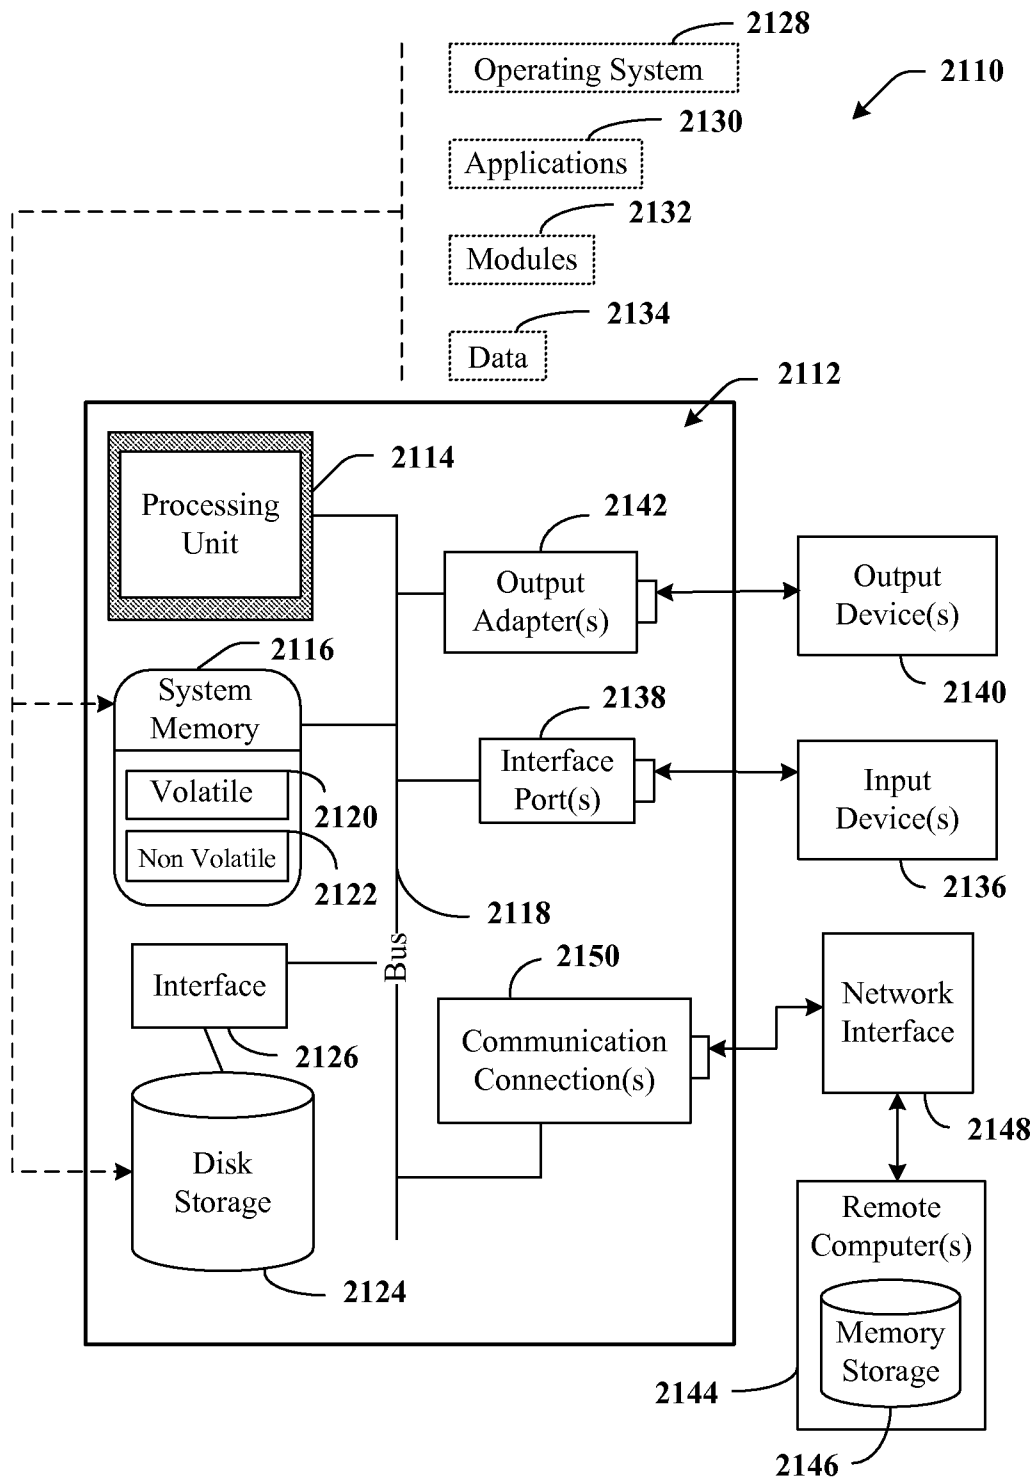 2128
Operating System
2110
2130
Applications
2132
Modules
2134
Data
2112
2114
Processing
Unit
2142
Output
Adapter(s)
Output
Device(s)
2140
2116
System
Memory
2138
Interface
Port(s)
Input
Device(s)
2136
Volatile
2120
Non Volatile
2122
2118
Bus
2150
Interface
2126
Communication
Connection(s)
Network
Interface
2148
Disk
Storage
2124
Remote
Computer(s)
Memory
Storage
2144
2146